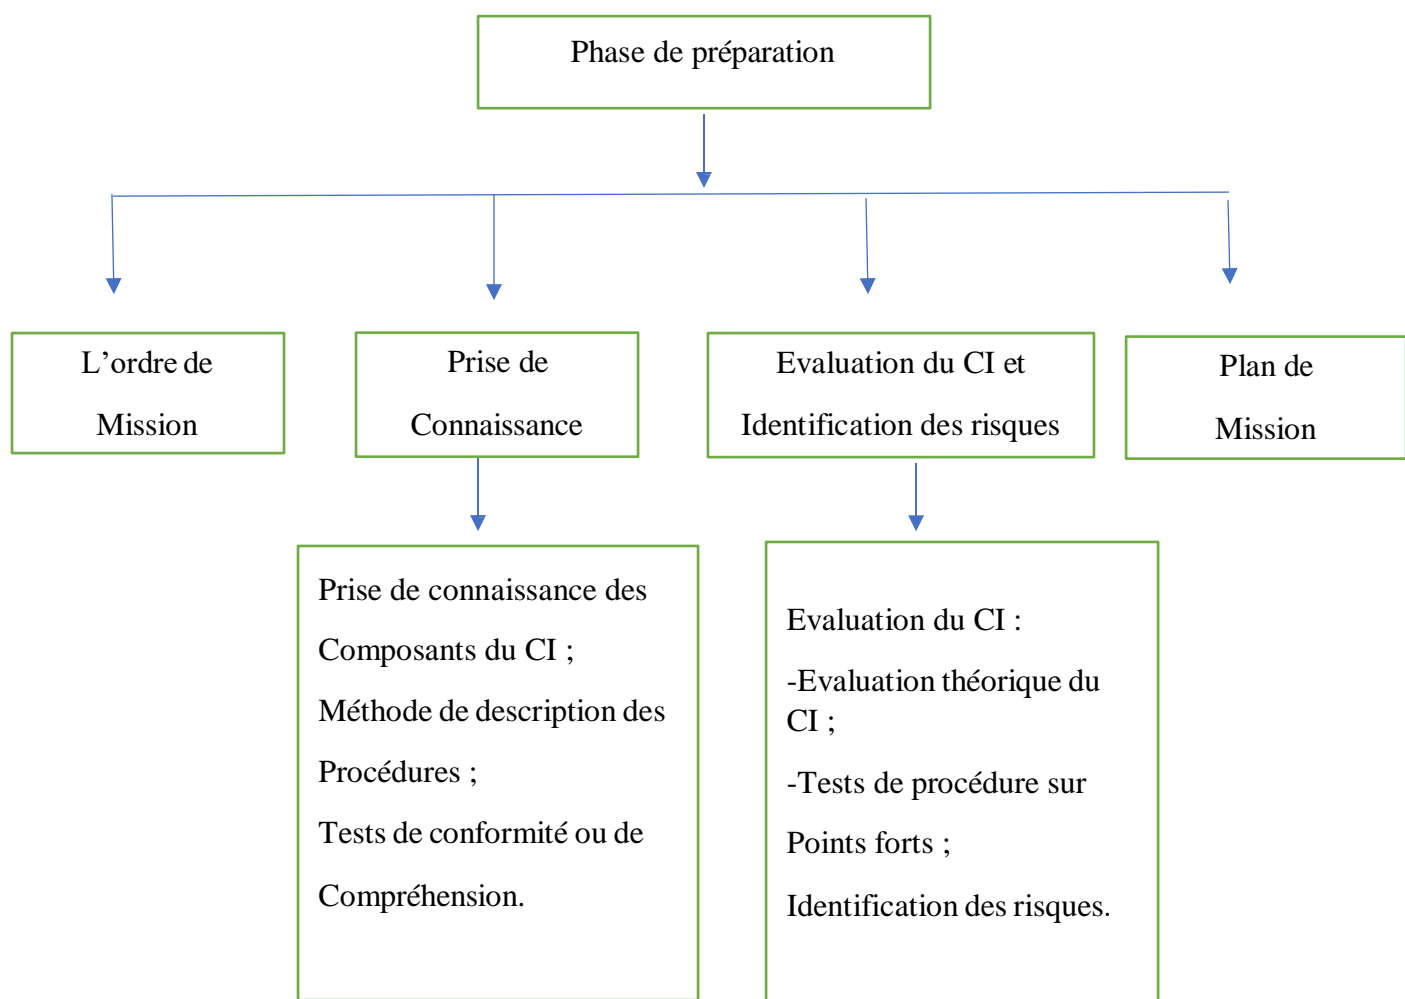 Phase de préparation
L’ordre de
Mission
Prise de
Connaissance
Evaluation du CI et
Identification des risques
Plan de
Mission
Prise de connaissance des
Composants du CI ;
Méthode de description des
Procédures ;
Tests de conformité ou de
Compréhension.
Evaluation du CI :
-Evaluation théorique du
CI ;
-Tests de procédure sur
Points forts ;
Identification des risques.